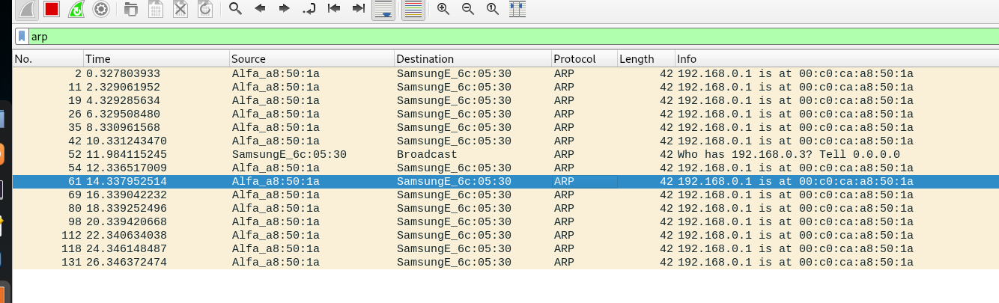 arp
No. Time Source Destination Protocol Length Info
2 0.327803933 Alfa_a8:50:1a SamsungE_6c:05:30 ARP 42 192.168.0.1 is at 00:c0:ca:a8:50:1a
11 2.329061952 Alfa_a8:50:1a SamsungE_6c:05:30 ARP 42 192.168.0.1 is at 00:c0:ca:a8:50:1a
19 4.329285634 Alfa_a8:50:1a SamsungE_6c:05:30 ARP 42 192.168.0.1 is at 00:c0:ca:a8:50:1a
26 6.329508480 Alfa_a8:50:1a SamsungE_6c:05:30 ARP 42 192.168.0.1 is at 00:c0:ca:a8:50:1a
35 8.330961568 Alfa_a8:50:1a SamsungE_6c:05:30 ARP 42 192.168.0.1 is at 00:c0:ca:a8:50:1a
42 10.331243470 Alfa_a8:50:1a SamsungE_6c:05:30 ARP 42 192.168.0.1 is at 00:c0:ca:a8:50:1a
52 11.984115245 SamsungE_6c:05:30 Broadcast ARP 42 Who has 192.168.0.3? Tell 0.0.0.0
54 12.336517009 Alfa_a8:50:1a SamsungE_6c:05:30 ARP 42 192.168.0.1 is at 00:c0:ca:a8:50:1a
61 14.337952514 Alfa_a8:50:1a SamsungE_6c:05:30 ARP 42 192.168.0.1 is at 00:c0:ca:a8:50:1a
69 16.339042232 Alfa_a8:50:1a SamsungE_6c:05:30 ARP 42 192.168.0.1 is at 00:c0:ca:a8:50:1a
80 18.339252496 Alfa_a8:50:1a SamsungE_6c:05:30 ARP 42 192.168.0.1 is at 00:c0:ca:a8:50:1a
98 20.339420668 Alfa_a8:50:1a SamsungE_6c:05:30 ARP 42 192.168.0.1 is at 00:c0:ca:a8:50:1a
112 22.340634038 Alfa_a8:50:1a SamsungE_6c:05:30 ARP 42 192.168.0.1 is at 00:c0:ca:a8:50:1a
118 24.346148487 Alfa_a8:50:1a SamsungE_6c:05:30 ARP 42 192.168.0.1 is at 00:c0:ca:a8:50:1a
131 26.346372474 Alfa_a8:50:1a SamsungE_6c:05:30 ARP 42 192.168.0.1 is at 00:c0:ca:a8:50:1a